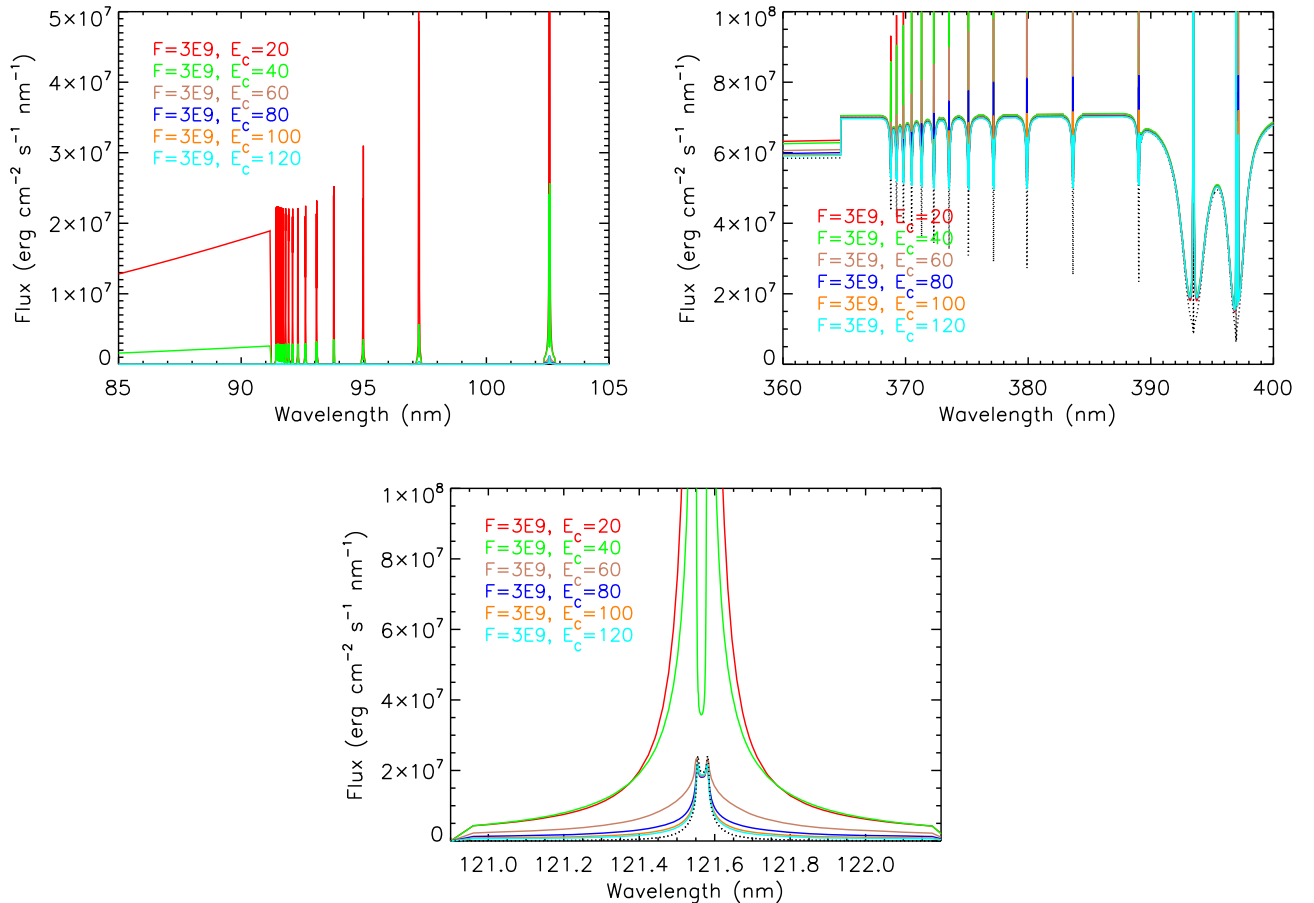 Flux (erg cm⁻² s⁻¹ nm⁻¹)
5×10⁷
4×10⁷
3×10⁷
2×10⁷
1×10⁷
0
F=3E9, E_c=20
F=3E9, E_c=40
F=3E9, E_c=60
F=3E9, E_c=80
F=3E9, E_c=100
F=3E9, E_c=120
85 90 95 100 105
Wavelength (nm)
Flux (erg cm⁻² s⁻¹ nm⁻¹)
1×10⁸
8×10⁷
6×10⁷
4×10⁷
2×10⁷
0
F=3E9, E_c=20
F=3E9, E_c=40
F=3E9, E_c=60
F=3E9, E_c=80
F=3E9, E_c=100
F=3E9, E_c=120
360 370 380 390 400
Wavelength (nm)
Flux (erg cm⁻² s⁻¹ nm⁻¹)
1×10⁸
8×10⁷
6×10⁷
4×10⁷
2×10⁷
0
F=3E9, E_c=20
F=3E9, E_c=40
F=3E9, E_c=60
F=3E9, E_c=80
F=3E9, E_c=100
F=3E9, E_c=120
121.0 121.2 121.4 121.6 121.8 122.0
Wavelength (nm)